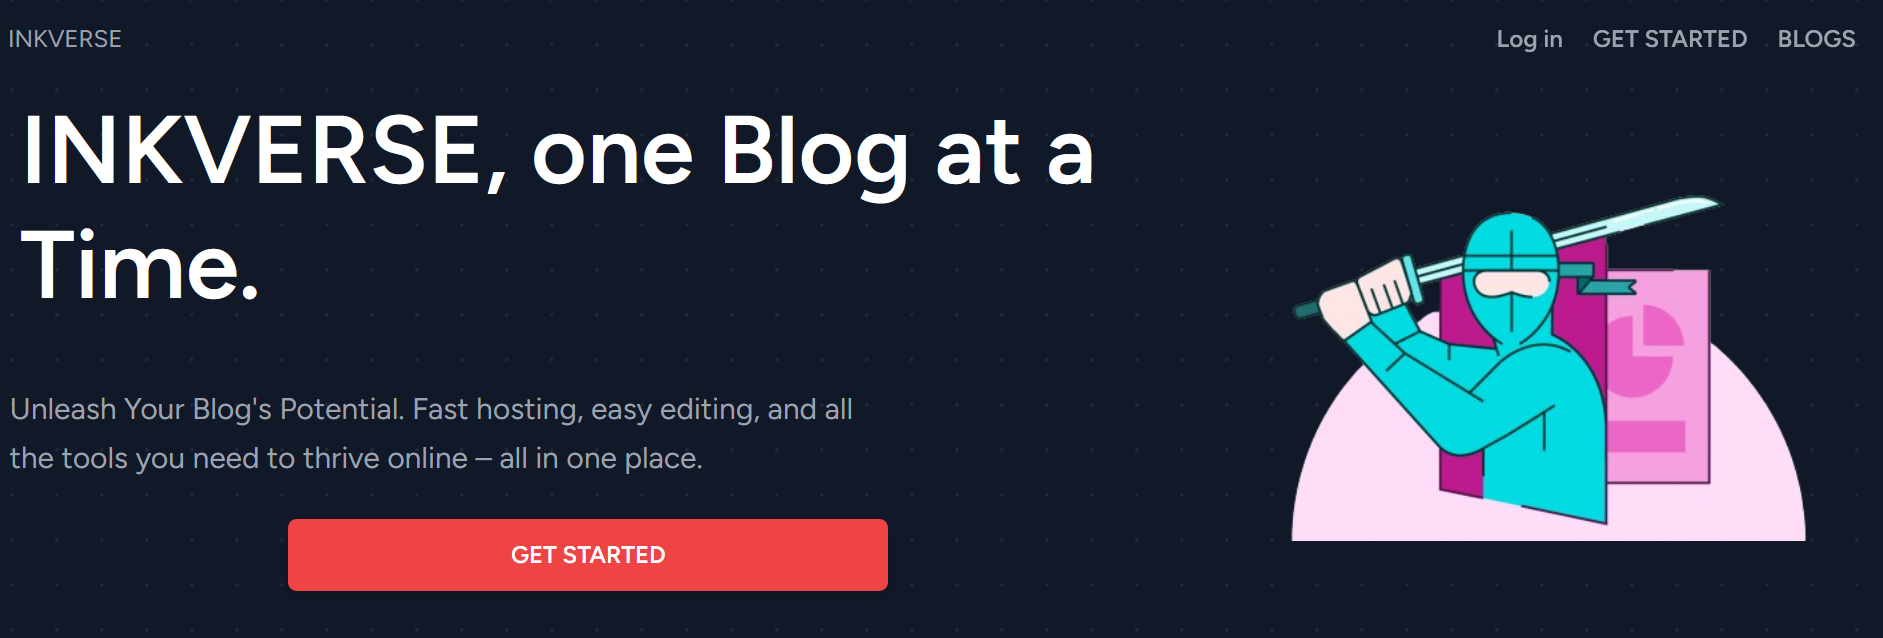 INKVERSE
Log in GET STARTED BLOGS
INKVERSE, one Blog at a
Time.
Unleash Your Blog's Potential. Fast hosting, easy editing, and all
the tools you need to thrive online – all in one place.
GET STARTED